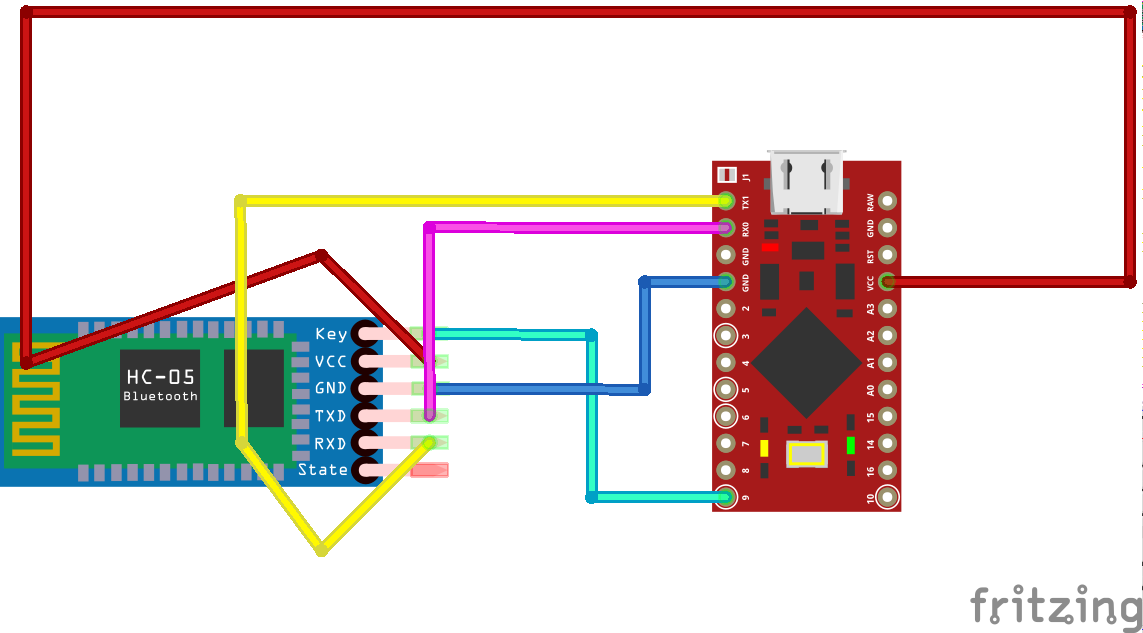 Key
VCC
GND
TXD
RXD
State
HC-05
Bluetooth
J1
TX1
RX0
GND
GND
2
3
4
5
6
7
8
9
RAW
GND
RST
VCC
A3
A2
A1
A0
15
14
16
10
fritzing